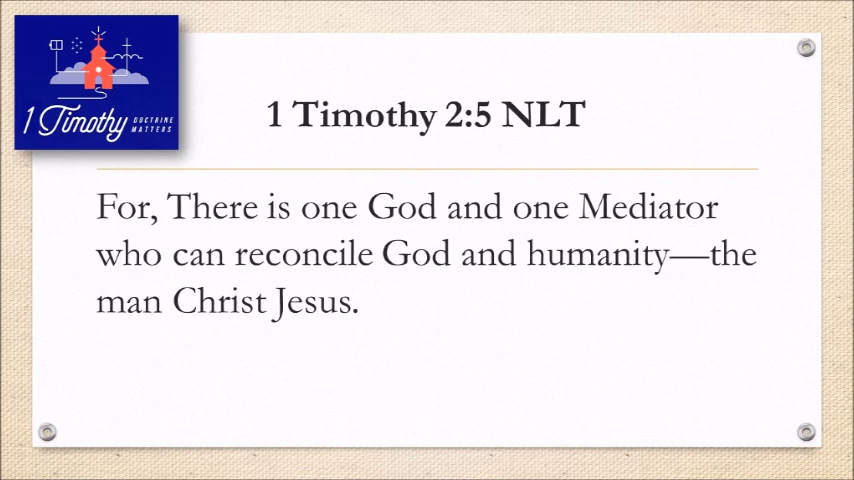 1 Timothy DOCTRINE
MATTERS
1 Timothy 2:5 NLT
For, There is one God and one Mediator
who can reconcile God and humanity—the
man Christ Jesus.